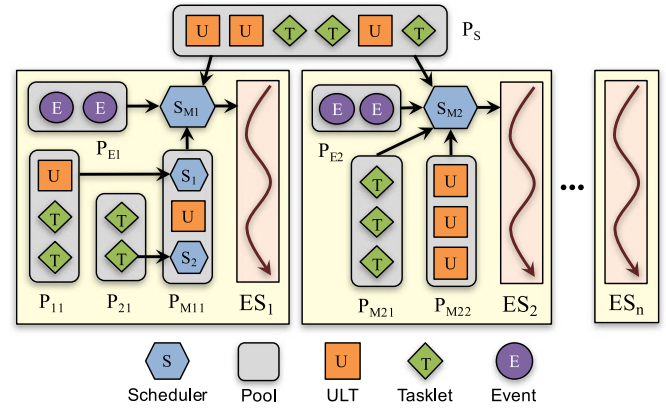 U U T T U T P_S
E E S_M1
P_E1
U S_1
T T U
T T S_2
P_11 P_21 P_M11 ES_1
E E S_M2
P_E2
T U
T U
T U
P_M21 P_M22 ES_2
... ES_n
S U T E
Scheduler Pool ULT Tasklet Event